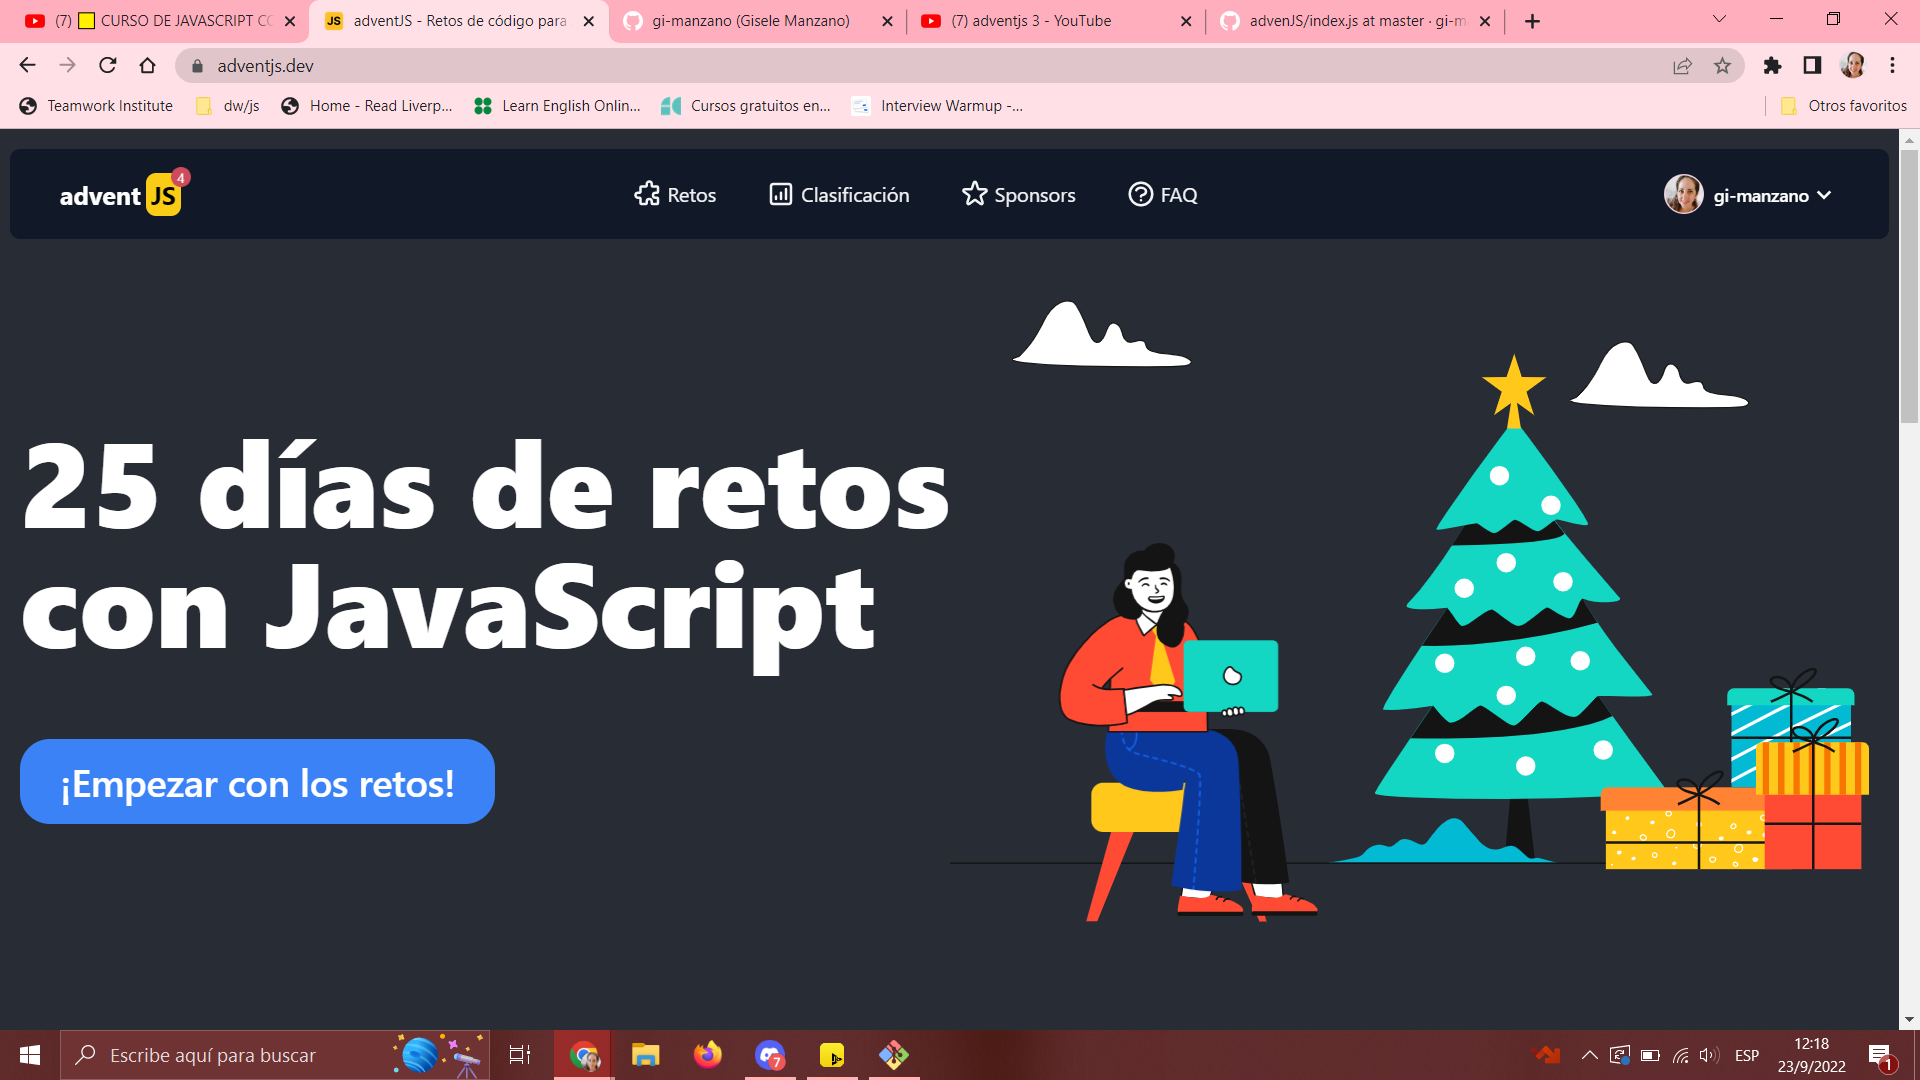 (7) CURSO DE JAVASCRIPT CO
adventJS - Retos de código para
gi-manzano (Gisele Manzano)
(7) adventjs 3 - YouTube
advenJS/index.js at master · gi-m
adventjs.dev
Teamwork Institute
dw/js
Home - Read Liverp...
Learn English Onlin...
Cursos gratuitos en...
Interview Warmup -...
Otros favoritos
advent JS 4
Retos
Clasificación
Sponsors
FAQ
gi-manzano
25 días de retos
con JavaScript
¡Empezar con los retos!
Escribe aquí para buscar
7
ESP
12:18
23/9/2022
1